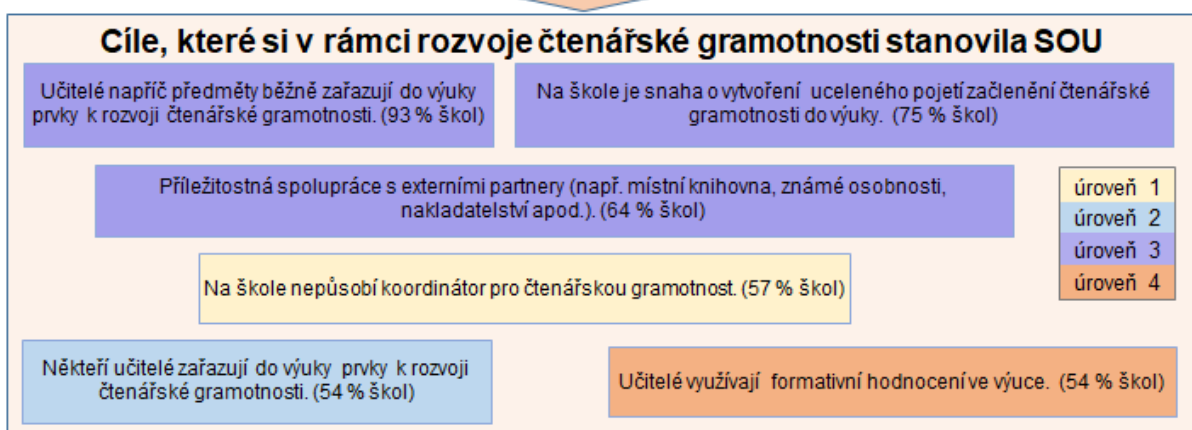 Cíle, které si v rámci rozvoje čtenářské gramotnosti stanovila SOU
Učitelé napříč předměty běžně zařazují do výuky
prvky k rozvoji čtenářské gramotnosti. (93 % škol)
Na škole je snaha o vytvoření uceleného pojetí začlenění čtenářské
gramotnosti do výuky. (75 % škol)
Příležitostná spolupráce s externími partnery (např. místní knihovna, známé osobnosti,
nakladatelství apod.). (64 % škol)
úroveň 1
úroveň 2
úroveň 3
úroveň 4
Na škole nepůsobí koordinátor pro čtenářskou gramotnost. (57 % škol)
Někteří učitelé zařazují do výuky prvky k rozvoji
čtenářské gramotnosti. (54 % škol)
Učitelé využívají formativní hodnocení ve výuce. (54 % škol)